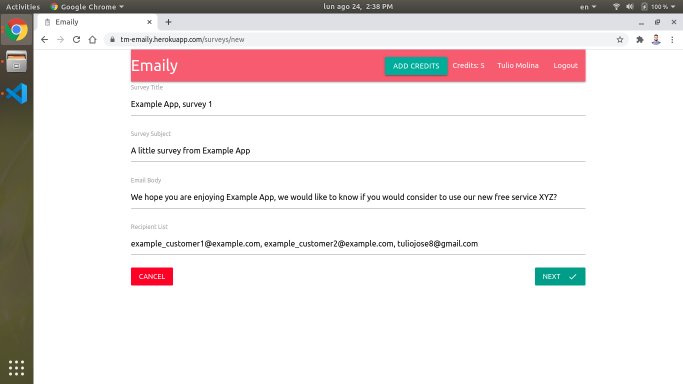 Activities Google Chrome lun ago 24, 2:38 PM en 100 %
Emaily
tm-emaily.herokuapp.com/surveys/new
Emaily ADD CREDITS Credits: 5 Tulio Molina Logout
Survey Title
Example App, survey 1
Survey Subject
A little survey from Example App
Email Body
We hope you are enjoying Example App, we would like to know if you would consider to use our new free service XYZ?
Recipient List
example_customer1@example.com, example_customer2@example.com, tuliojose8@gmail.com
CANCEL NEXT